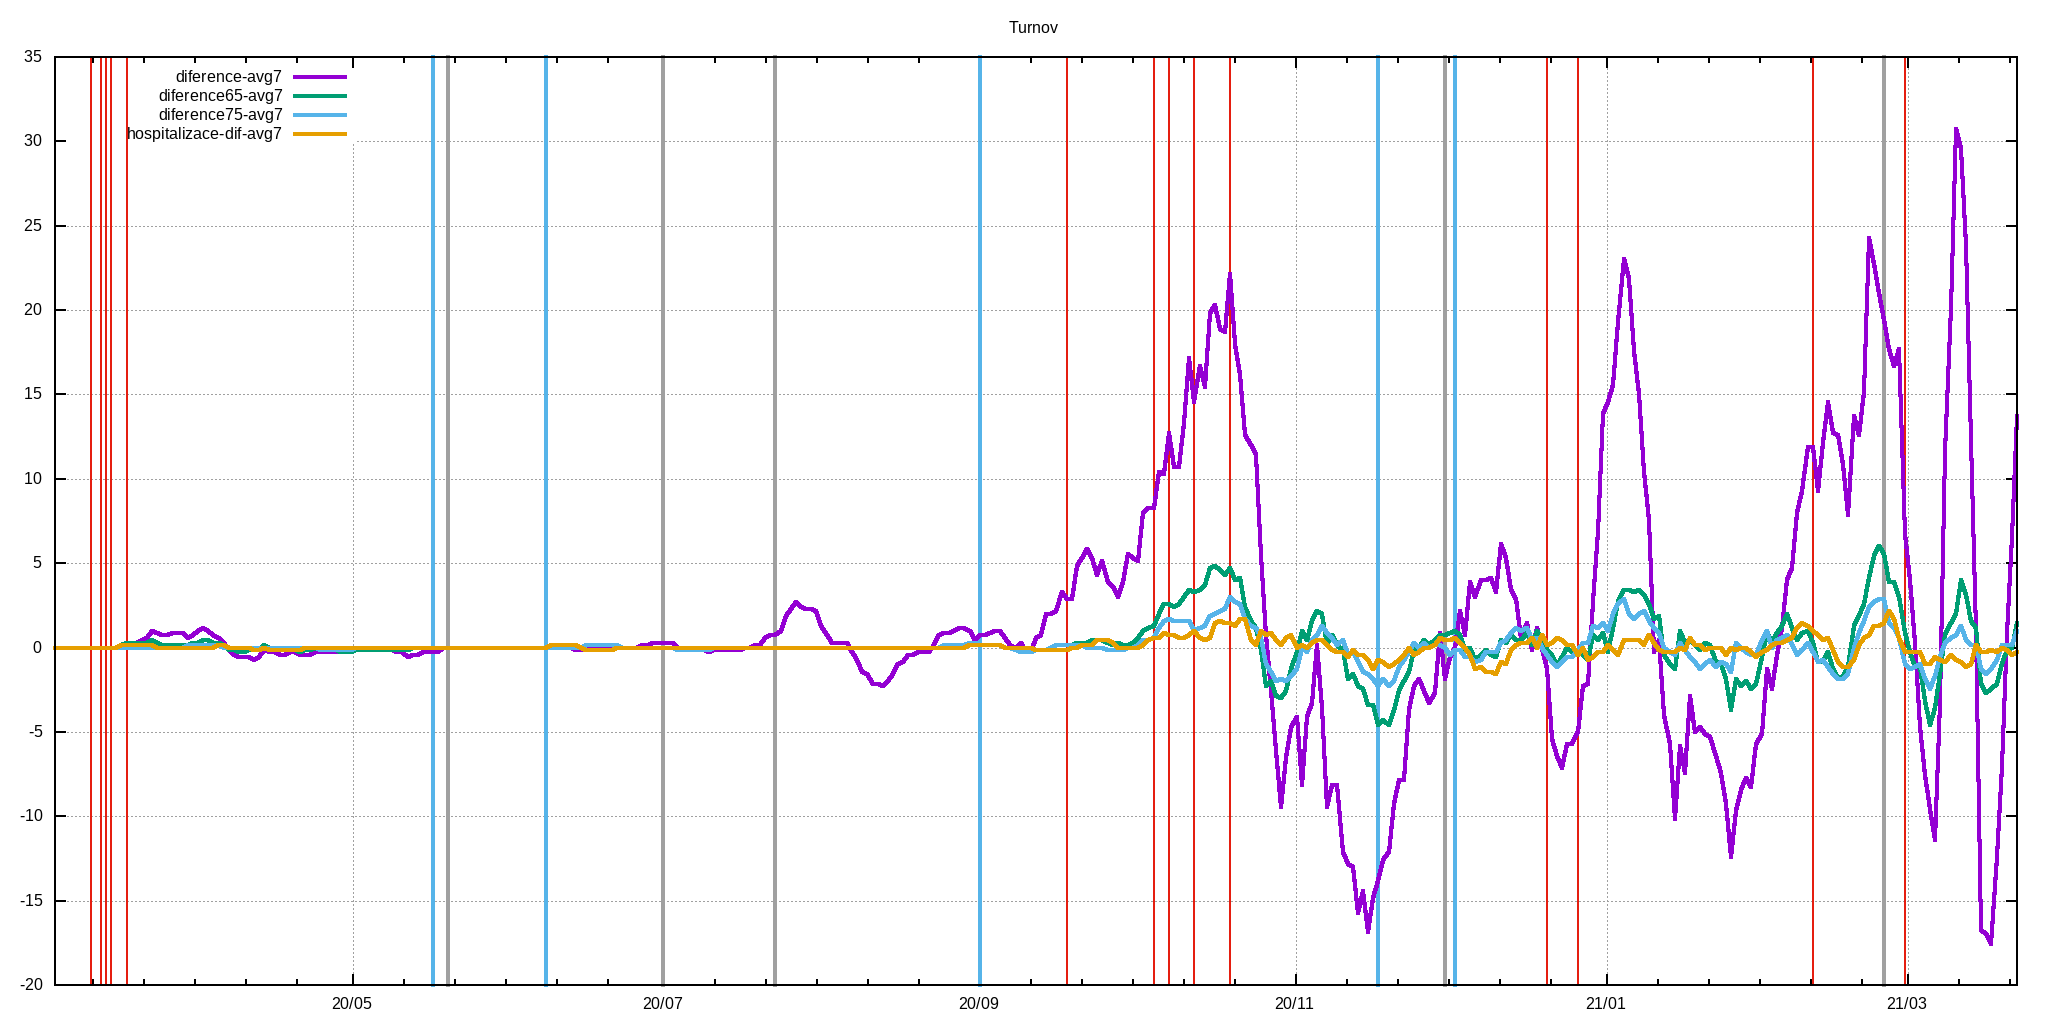 Turnov
diference-avg7
diference65-avg7
diference75-avg7
hospitalizace-dif-avg7
35
30
25
20
15
10
5
0
-5
-10
-15
-20
20/05 20/07 20/09 20/11 21/01 21/03